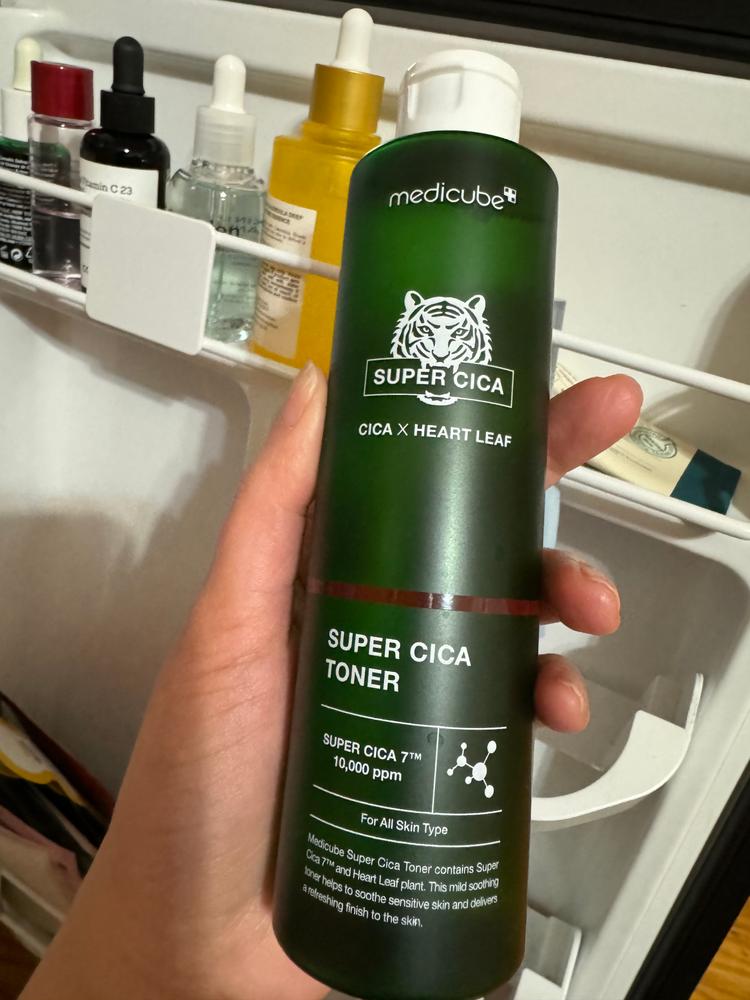 medicube
SUPER CICA
CICA X HEART LEAF
SUPER CICA
TONER
SUPER CICA 7™
10,000 ppm
For All Skin Type
Medicube Super Cica Toner contains Super
Cica 7™ and Heart Leaf plant. This mild soothing
toner helps to soothe sensitive skin and delivers
a refreshing finish to the skin.
C 23
DEEP